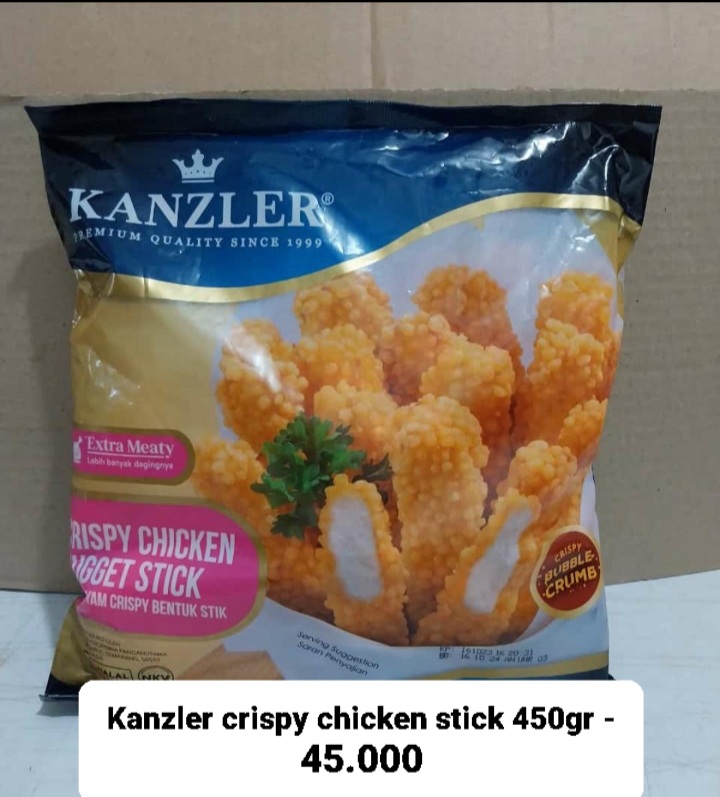 KANZLER®
PREMIUM QUALITY SINCE 1999
Extra Meaty
Lebih banyak dagingnya
RISPY CHICKEN
GGET STICK
YAM CRISPY BENTUK STIK
CRISPY
BUBBLE
CRUMB
Serving Suggestion
Saran Penyajian
HALAL NKV
Kanzler crispy chicken stick 450gr -
45.000